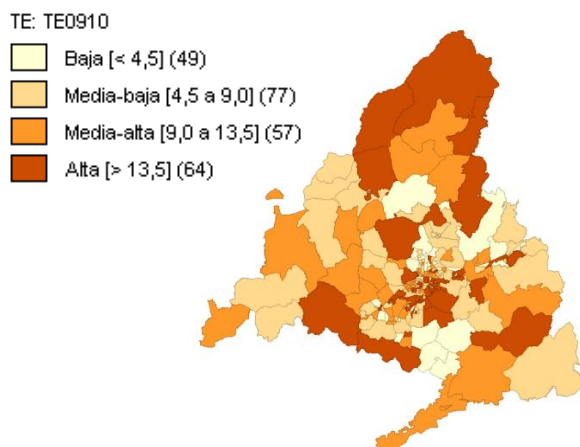 TE: TE0910
Baja [< 4,5] (49)
Media-baja [4,5 a 9,0] (77)
Media-alta [9,0 a 13,5] (57)
Alta [> 13,5] (64)